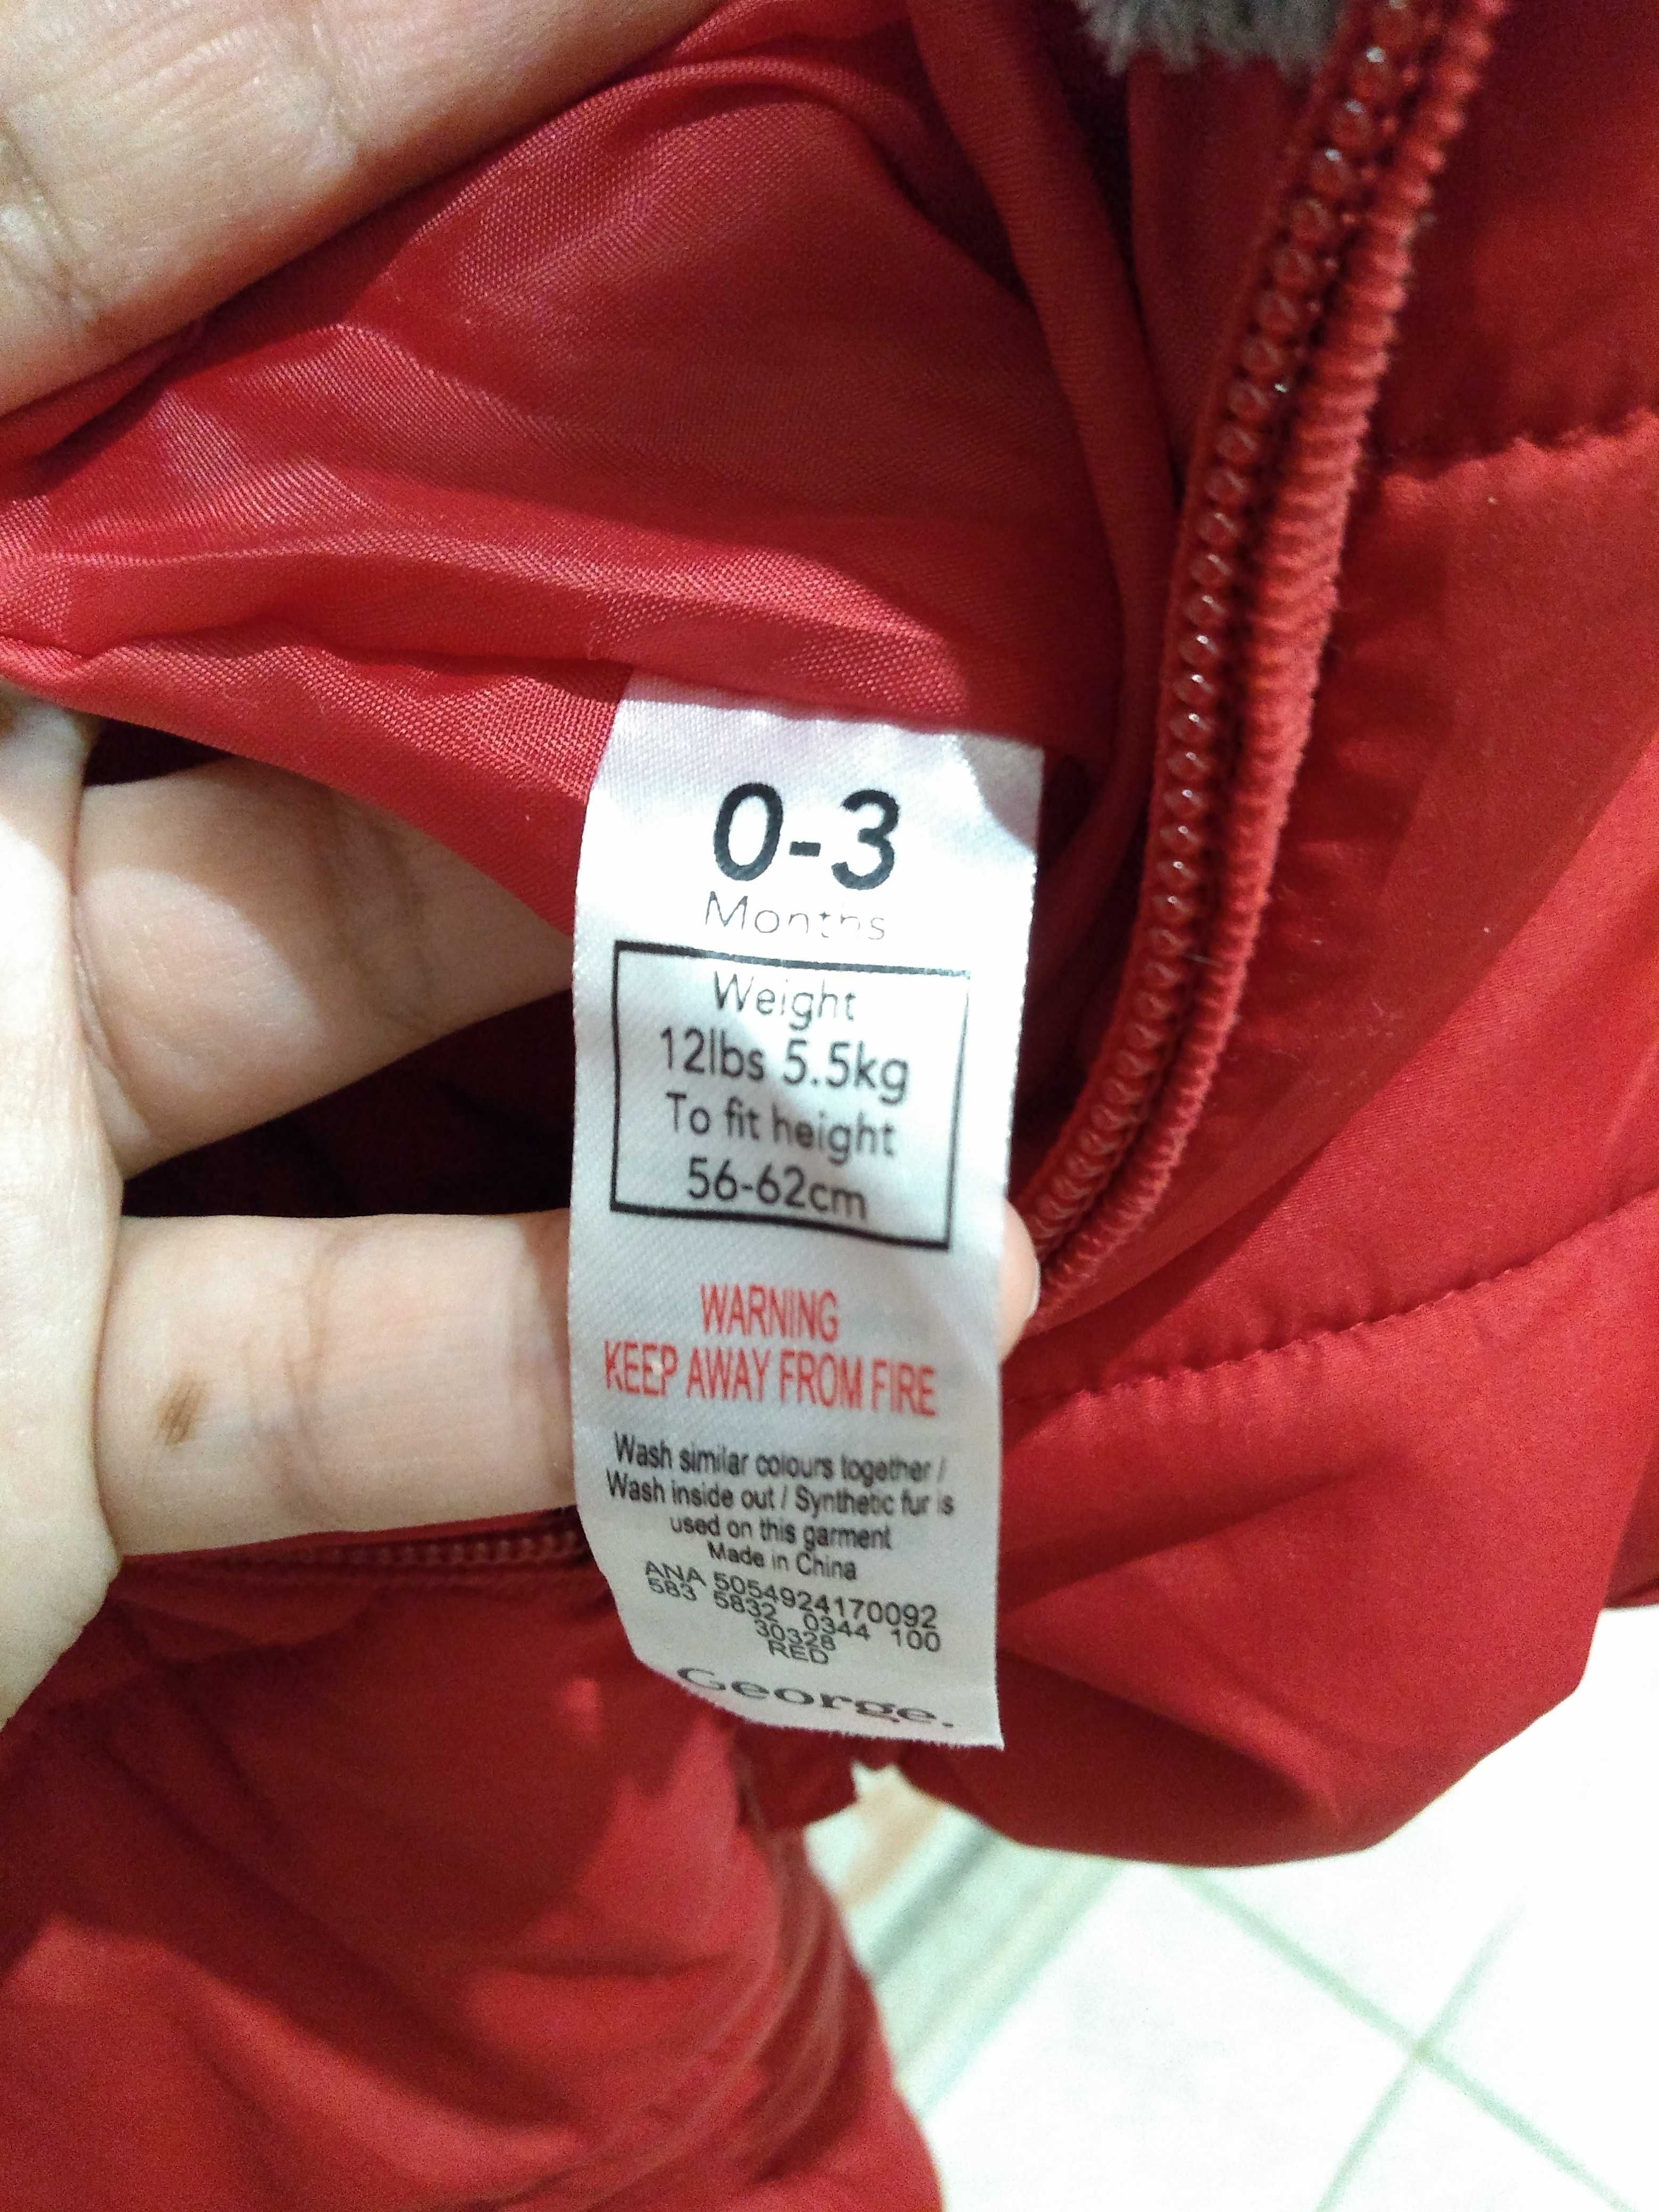 0-3
Months
Weight
12lbs 5.5kg
To fit height
56-62cm
WARNING
KEEP AWAY FROM FIRE
Wash similar colours together /
Wash inside out / Synthetic fur is
used on this garment
Made in China
ANA 5054924170092
583 5832 0344 100
30328
RED
George.